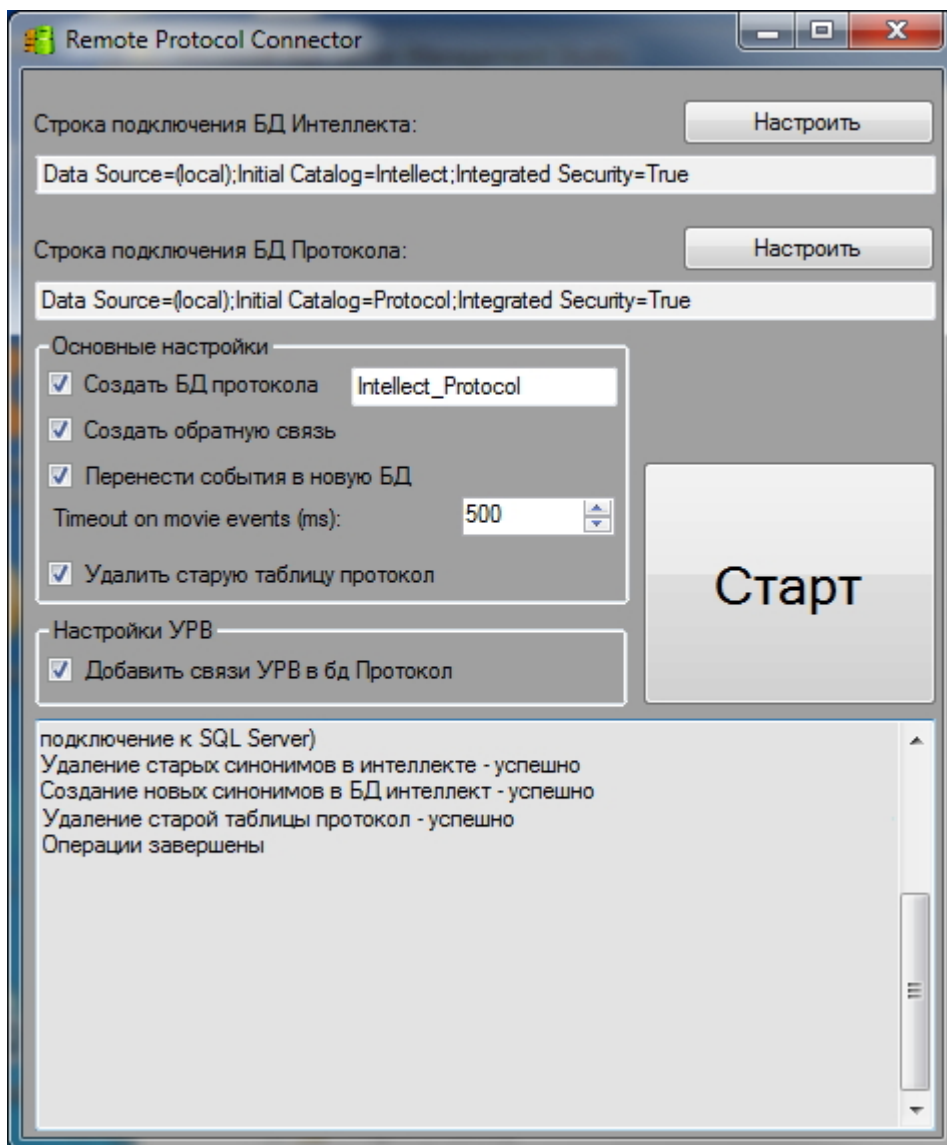 Remote Protocol Connector
Строка подключения БД Интеллекта:
Настроить
Data Source=(local);Initial Catalog=Intellect;Integrated Security=True
Строка подключения БД Протокола:
Настроить
Data Source=(local);Initial Catalog=Protocol;Integrated Security=True
Основные настройки
Создать БД протокола
Intellect_Protocol
Создать обратную связь
Перенести события в новую БД
Timeout on movie events (ms):
500
Удалить старую таблицу протокол
Старт
Настройки УРВ
Добавить связи УРВ в бд Протокол
подключение к SQL Server)
Удаление старых синонимов в интеллекте - успешно
Создание новых синонимов в БД интеллект - успешно
Удаление старой таблицы протокол - успешно
Операции завершены